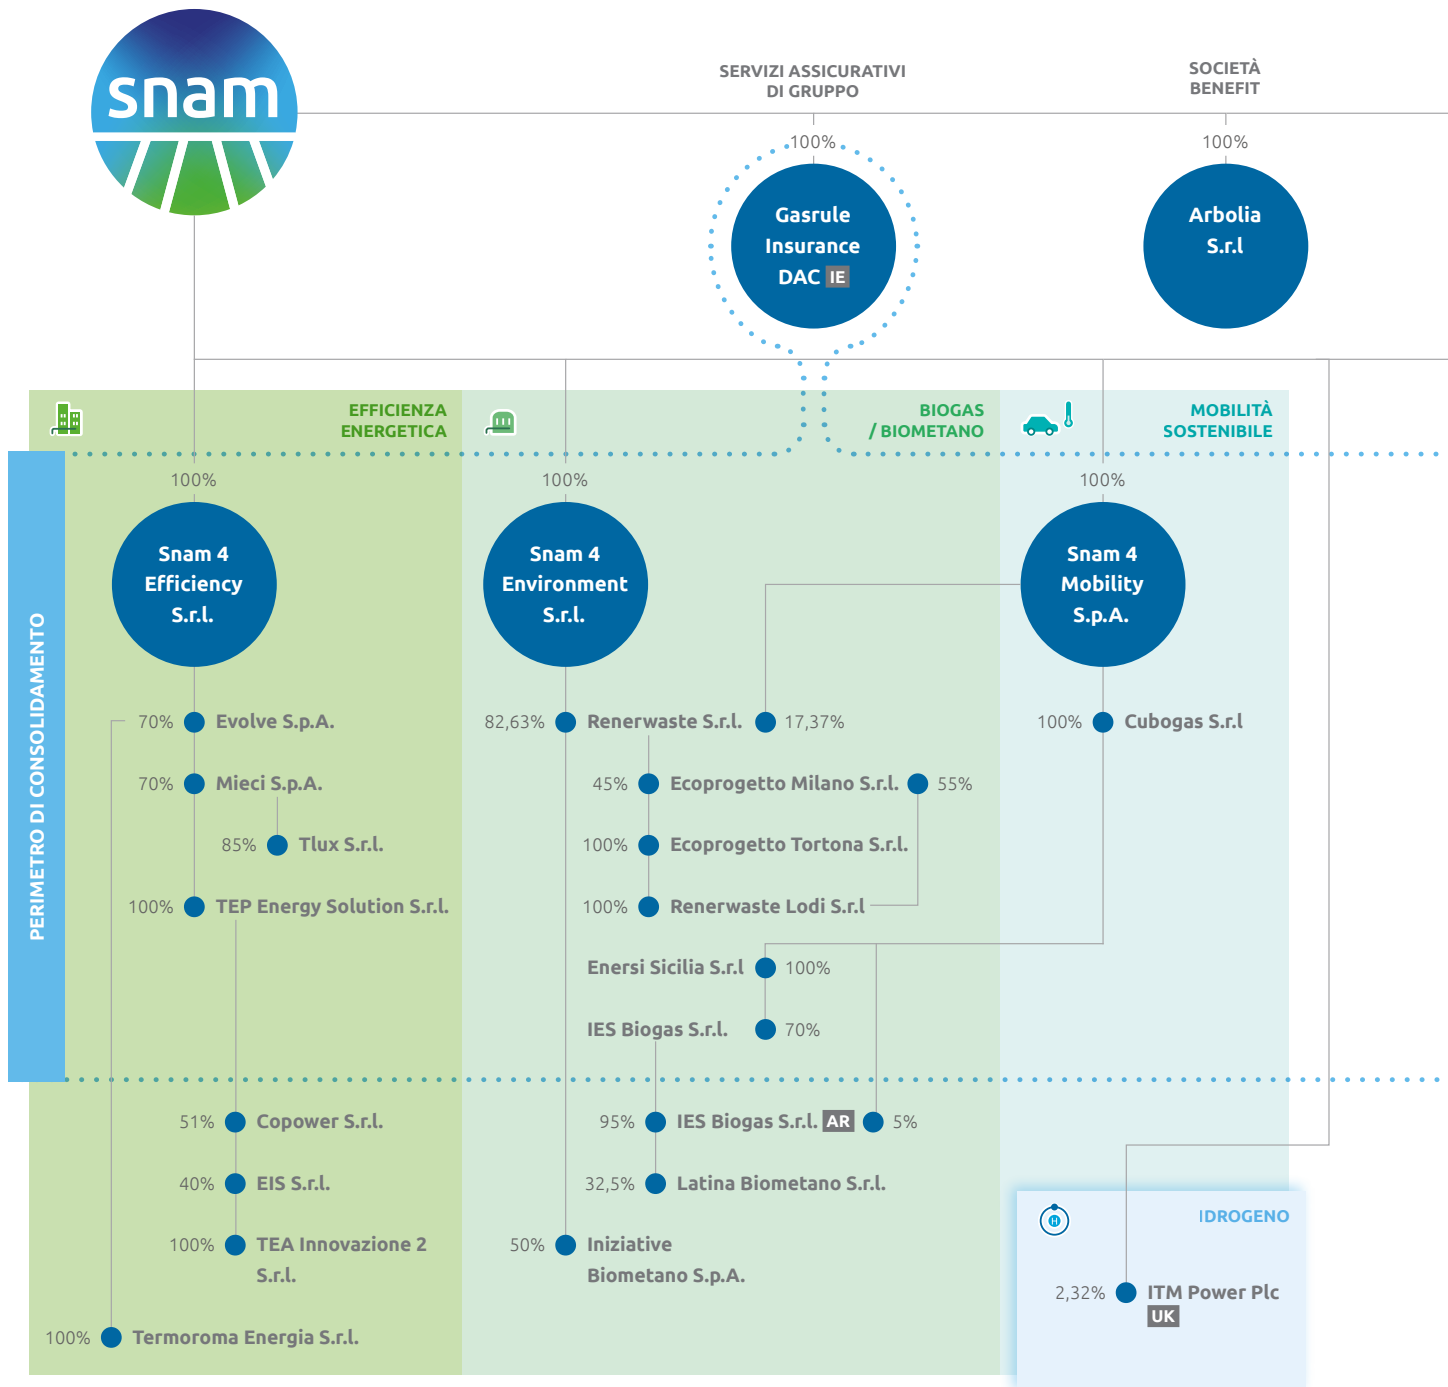 snam
SERVIZI ASSICURATIVI
DI GRUPPO
SOCIETÀ
BENEFIT
100%
100%
Gasrule
Insurance
DAC IE
Arbolia
S.r.l
EFFICIENZA
ENERGETICA
BIOGAS
/ BIOMETANO
MOBILITÀ
SOSTENIBILE
PERIMETRO DI CONSOLIDAMENTO
100%
100%
100%
Snam 4
Efficiency
S.r.l.
Snam 4
Environment
S.r.l.
Snam 4
Mobility
S.p.A.
70% Evolve S.p.A.
82,63% Renerwaste S.r.l. 17,37%
100% Cubogas S.r.l
70% Mieci S.p.A.
45% Ecoprogetto Milano S.r.l. 55%
85% Tlux S.r.l.
100% Ecoprogetto Tortona S.r.l.
100% TEP Energy Solution S.r.l.
100% Renerwaste Lodi S.r.l
Enersi Sicilia S.r.l 100%
IES Biogas S.r.l. 70%
51% Copower S.r.l.
95% IES Biogas S.r.l. AR 5%
40% EIS S.r.l.
32,5% Latina Biometano S.r.l.
100% TEA Innovazione 2
S.r.l.
50% Iniziative
Biometano S.p.A.
H
IDROGENO
2,32% ITM Power Plc
UK
100% Termoroma Energia S.r.l.